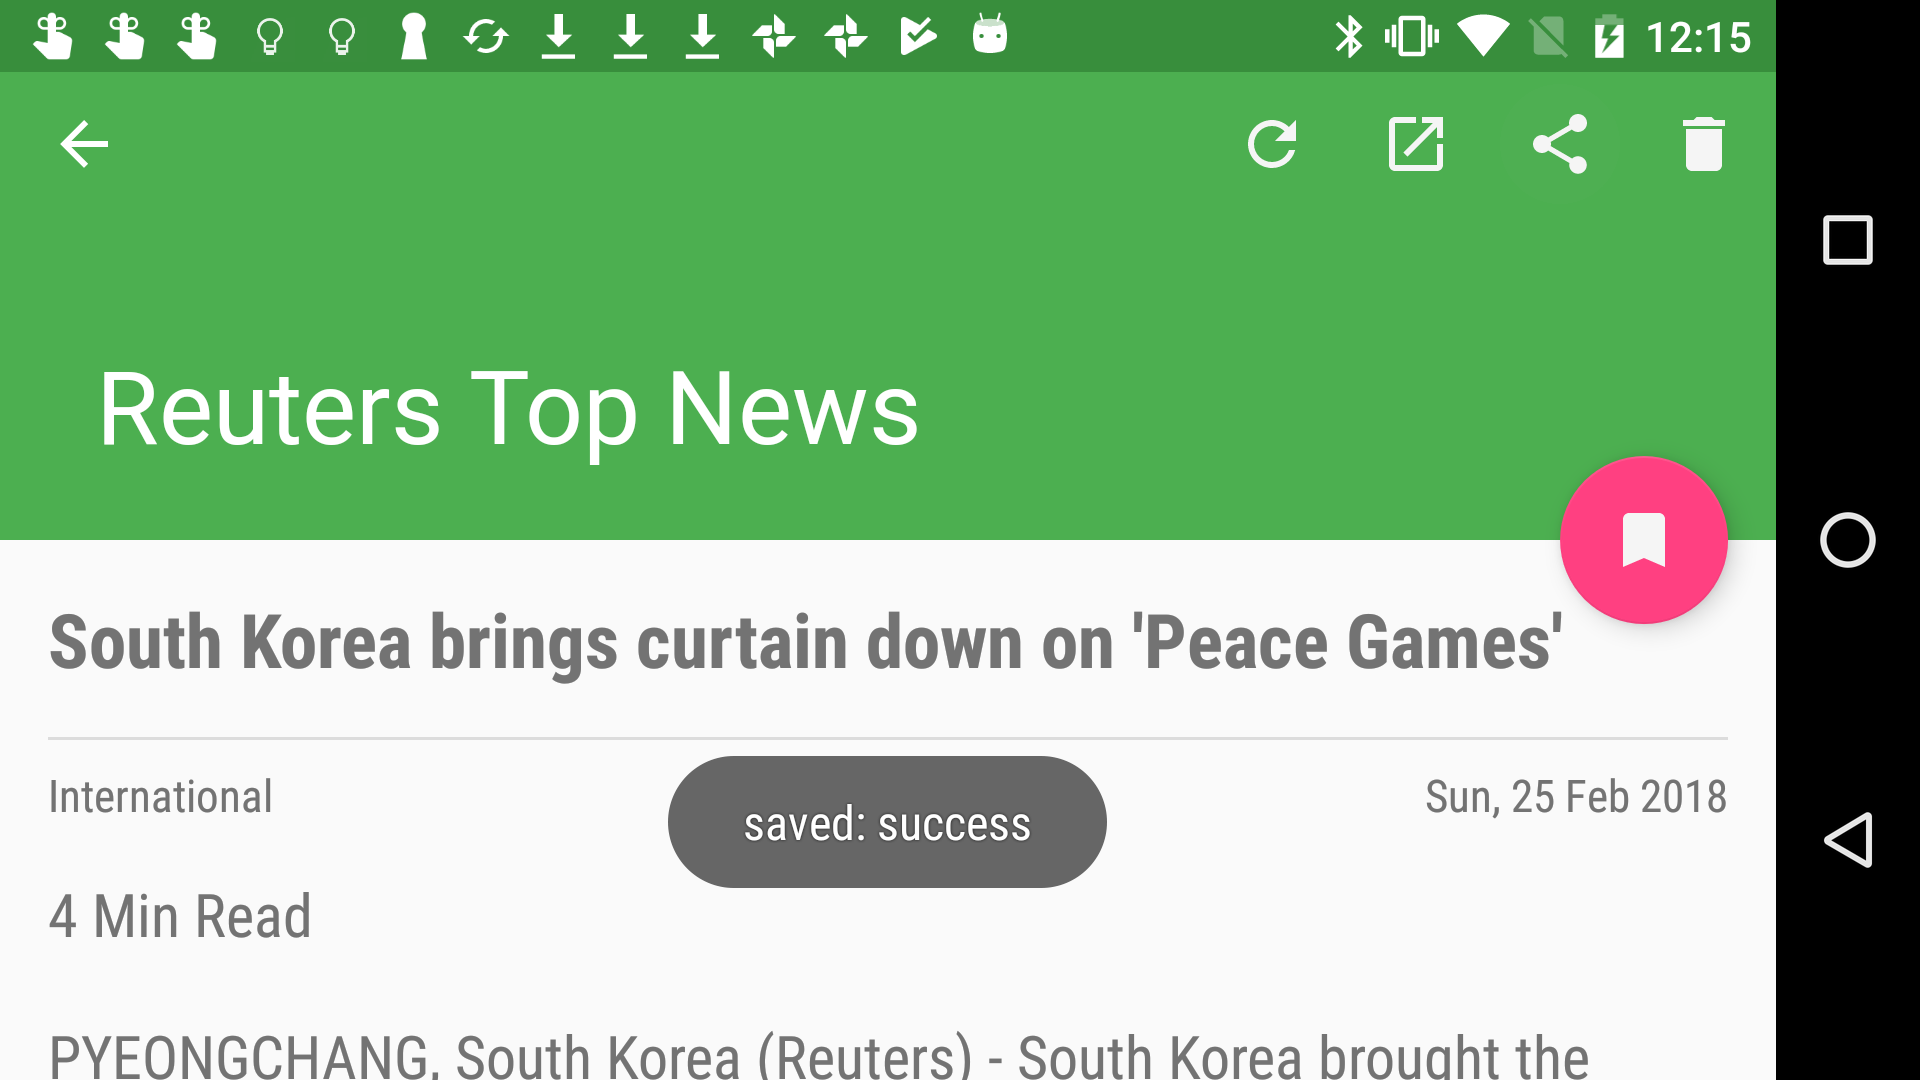 12:15
Reuters Top News
South Korea brings curtain down on 'Peace Games'
International
Sun, 25 Feb 2018
saved: success
4 Min Read
PYEONGCHANG, South Korea (Reuters) - South Korea brought the